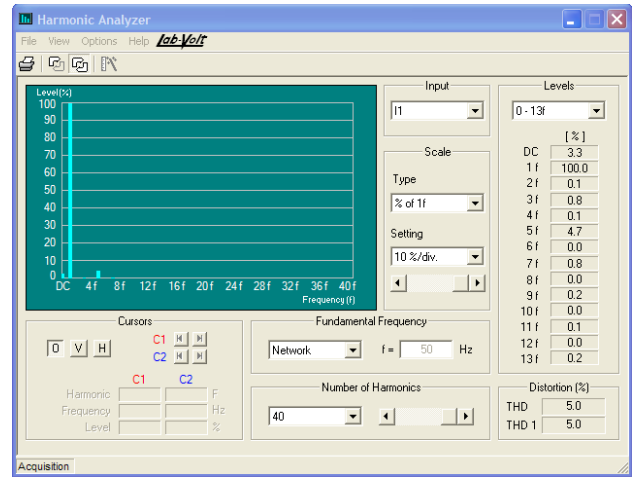 Harmonic Analyzer
File View Options Help Lab-Volt
Level(%)
100
90
80
70
60
50
40
30
20
10
0
DC 4f 8f 12f 16f 20f 24f 28f 32f 36f 40f
Frequency (f)
Input
I1
Scale
Type
% of 1f
Setting
10 %/div.
Levels
0 - 13f
[%]
DC 3.3
1 f 100.0
2 f 0.1
3 f 0.8
4 f 0.1
5 f 4.7
6 f 0.0
7 f 0.8
8 f 0.0
9 f 0.2
10 f 0.0
11 f 0.1
12 f 0.0
13 f 0.2
Cursors
O V H
C1
C2
C1 C2
Harmonic F
Frequency Hz
Level %
Fundamental Frequency
Network f = 50 Hz
Number of Harmonics
40
Distortion (%)
THD 5.0
THD 1 5.0
Acquisition